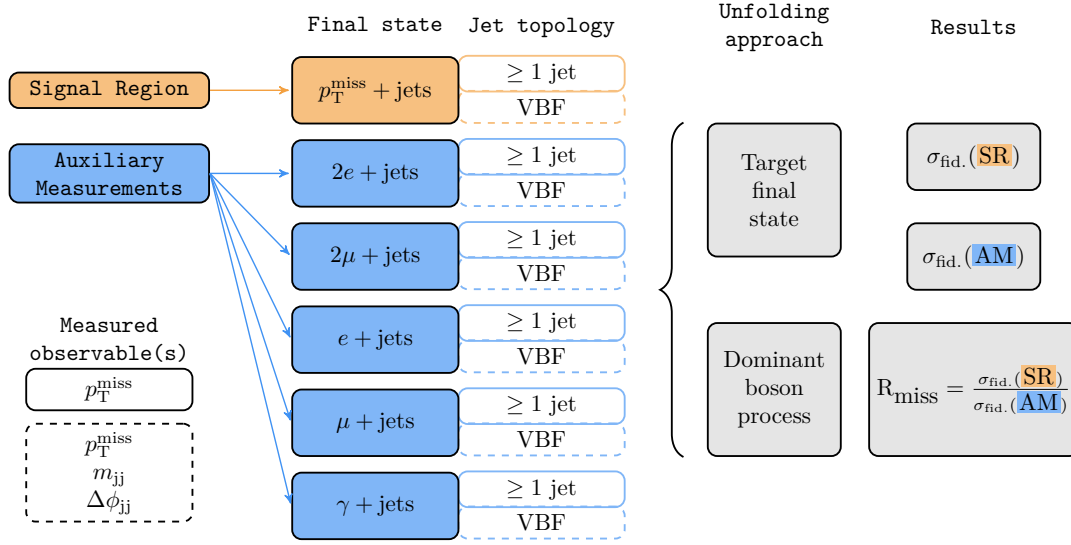 Final state
Jet topology
Unfolding
approach
Results
Signal Region
p_T^miss + jets
≥ 1 jet
VBF
Auxiliary
Measurements
2e + jets
≥ 1 jet
VBF
2μ + jets
≥ 1 jet
VBF
e + jets
≥ 1 jet
VBF
μ + jets
≥ 1 jet
VBF
γ + jets
≥ 1 jet
VBF
Target
final
state
Dominant
boson
process
σ_fid.(SR)
σ_fid.(AM)
R_miss = σ_fid.(SR)/σ_fid.(AM)
Measured
observable(s)
p_T^miss
p_T^miss
m_jj
Δϕ_jj